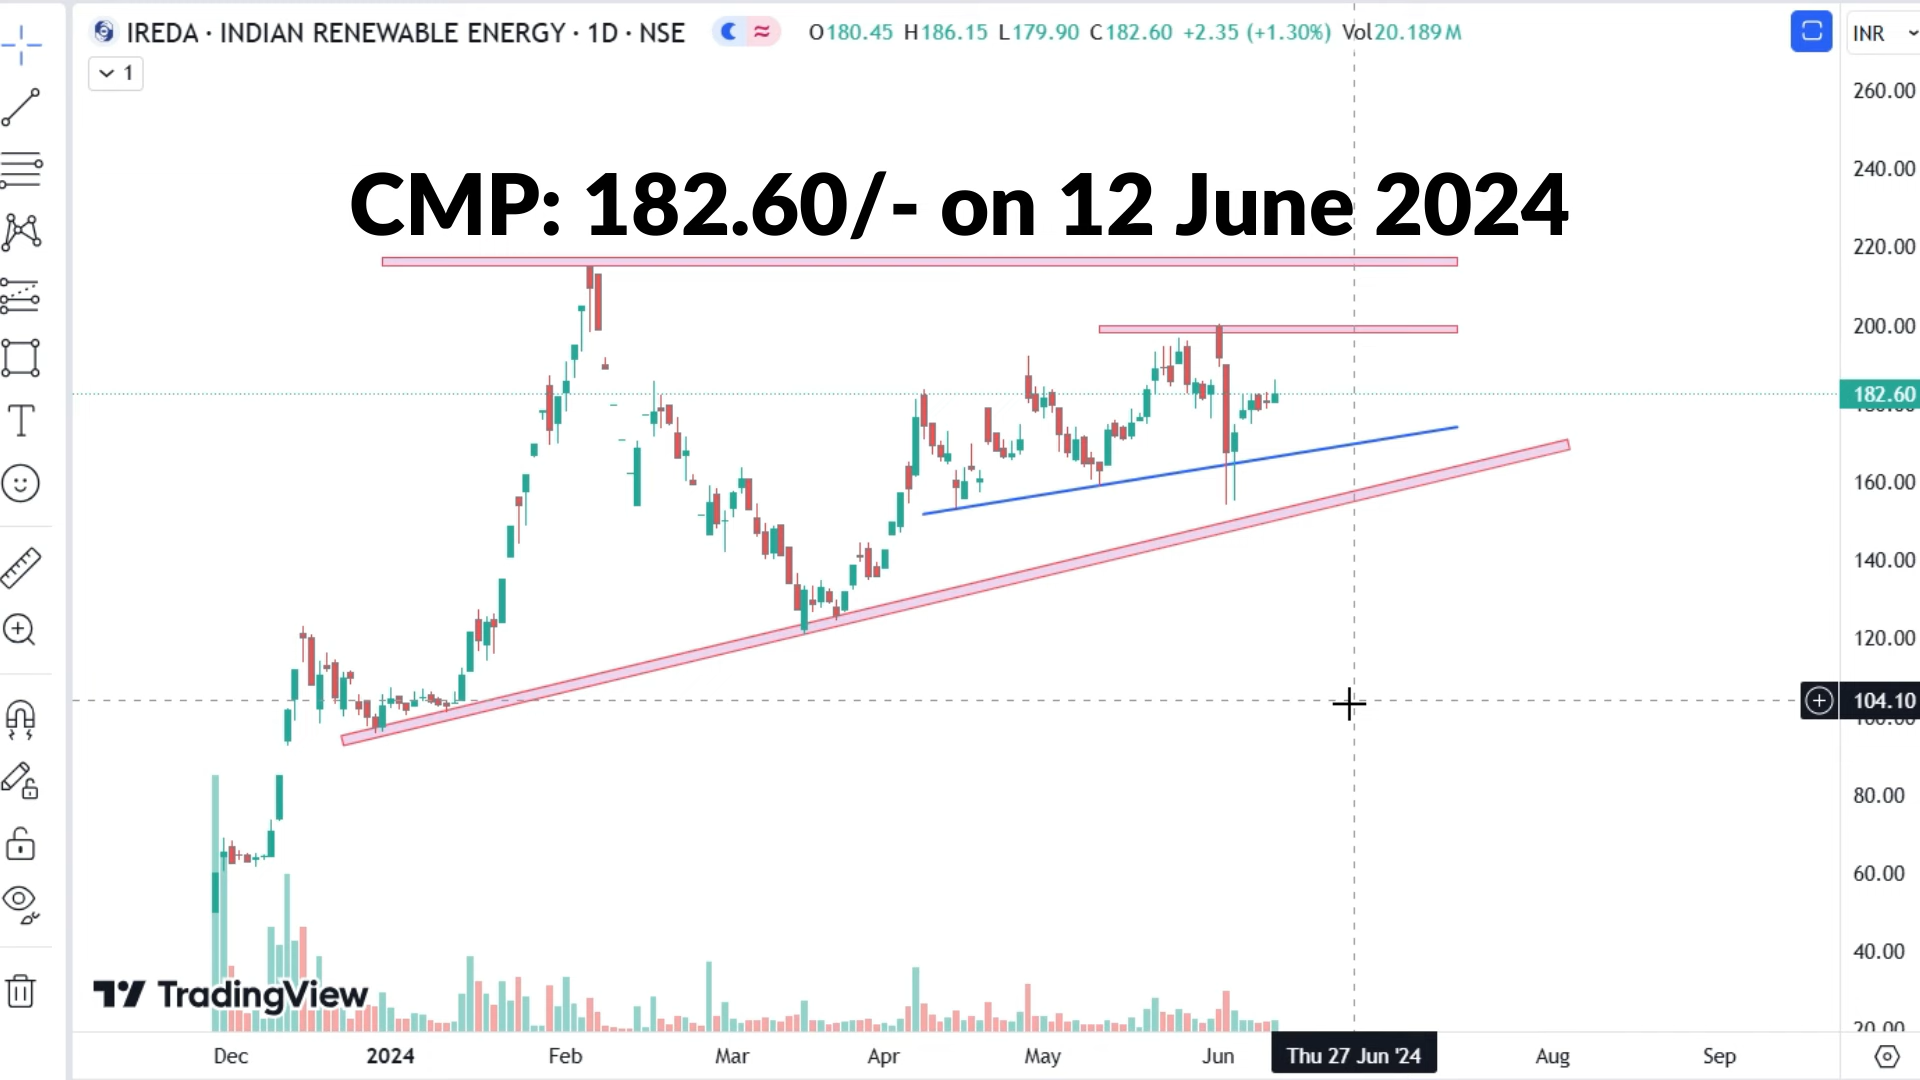 IREDA · INDIAN RENEWABLE ENERGY · 1D · NSE
O180.45 H186.15 L179.90 C182.60 +2.35 (+1.30%) Vol20.189M
INR
1
260.00
240.00
CMP: 182.60/- on 12 June 2024
220.00
200.00
182.60
160.00
140.00
120.00
104.10
80.00
60.00
40.00
TradingView
20.00
Dec 2024 Feb Mar Apr May Jun Thu 27 Jun '24 Aug Sep